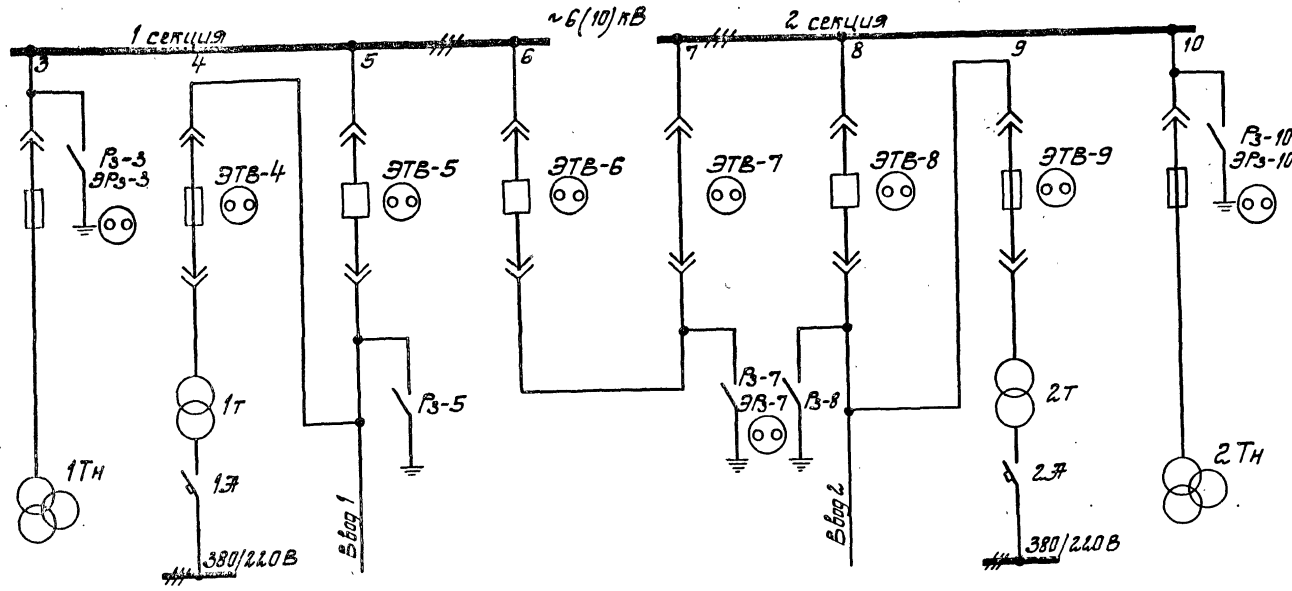 ~6(10)кВ
1 секция
2 секция
3
4
5
6
7
8
9
10
Рз-3
ЭРз-3
ЭТВ-4
ЭТВ-5
ЭТВ-6
ЭТВ-7
ЭТВ-8
ЭТВ-9
Рз-10
ЭРз-10
1т
Рз-5
Рз-7
ЭРз-7
Рз-8
2т
1Тн
1А
Ввод 1
Ввод 2
2А
2Тн
380/220В
380/220В